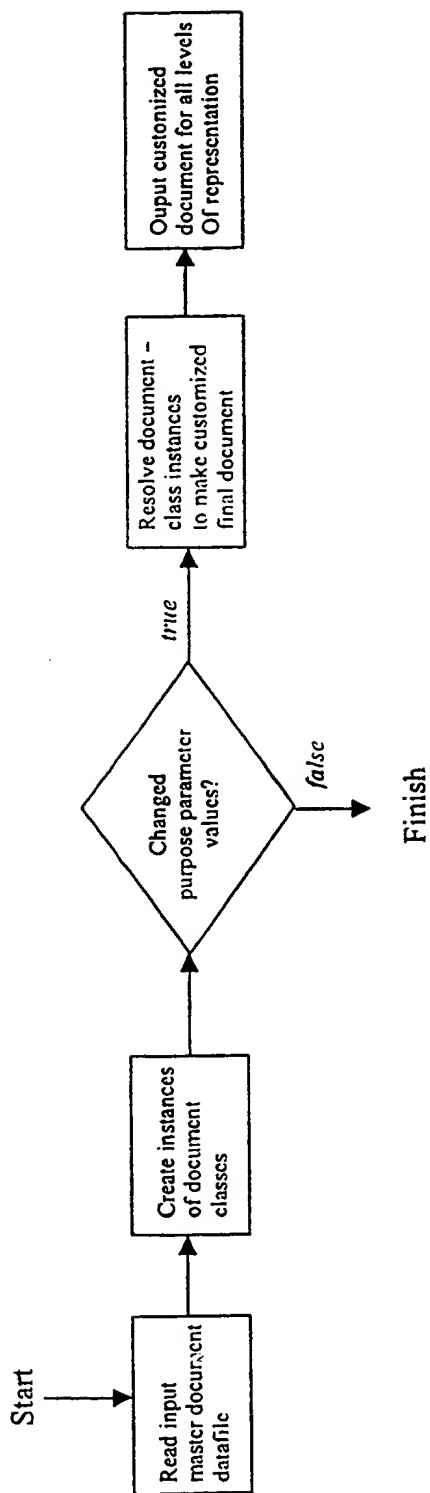 Start
Read input
master document
datafile
Create instances
of document
classes
Changed
purpose parameter
values?
true
false
Finish
Resolve document –
class instances
to make customized
final document
Ouput customized
document for all levels
Of representation